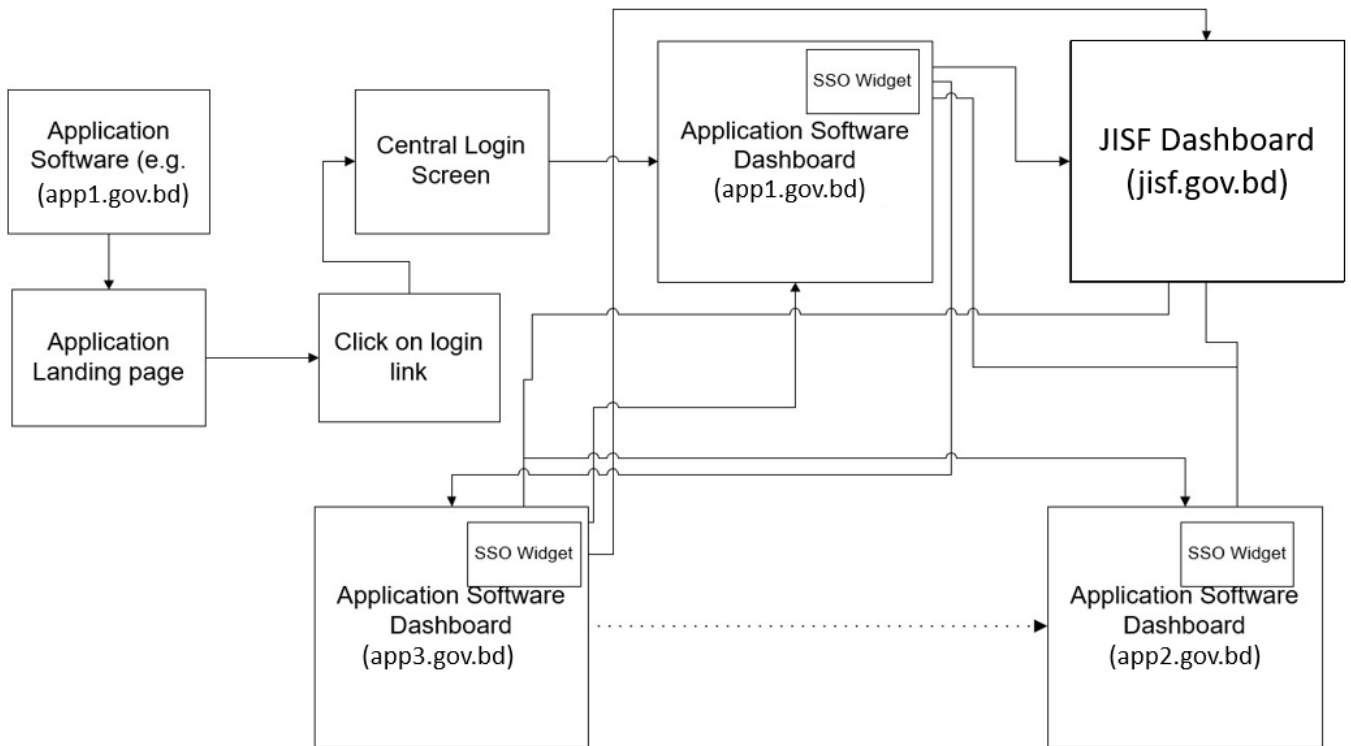 Application
Software (e.g.
(app1.gov.bd)
Application
Landing page
Click on login
link
Central Login
Screen
SSO Widget
Application Software
Dashboard
(app1.gov.bd)
JISF Dashboard
(jisf.gov.bd)
SSO Widget
Application Software
Dashboard
(app3.gov.bd)
SSO Widget
Application Software
Dashboard
(app2.gov.bd)